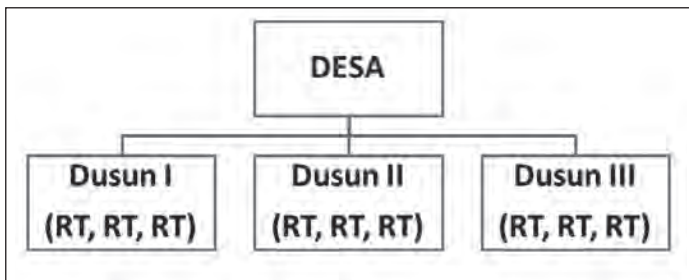 DESA
Dusun I
(RT, RT, RT)
Dusun II
(RT, RT, RT)
Dusun III
(RT, RT, RT)